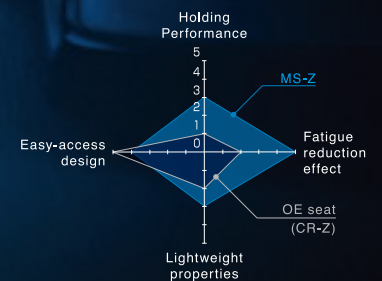 Holding
Performance
5
4
3
2
1
0
MS-Z
Easy-access
design
Fatigue
reduction
effect
OE seat
(CR-Z)
Lightweight
properties